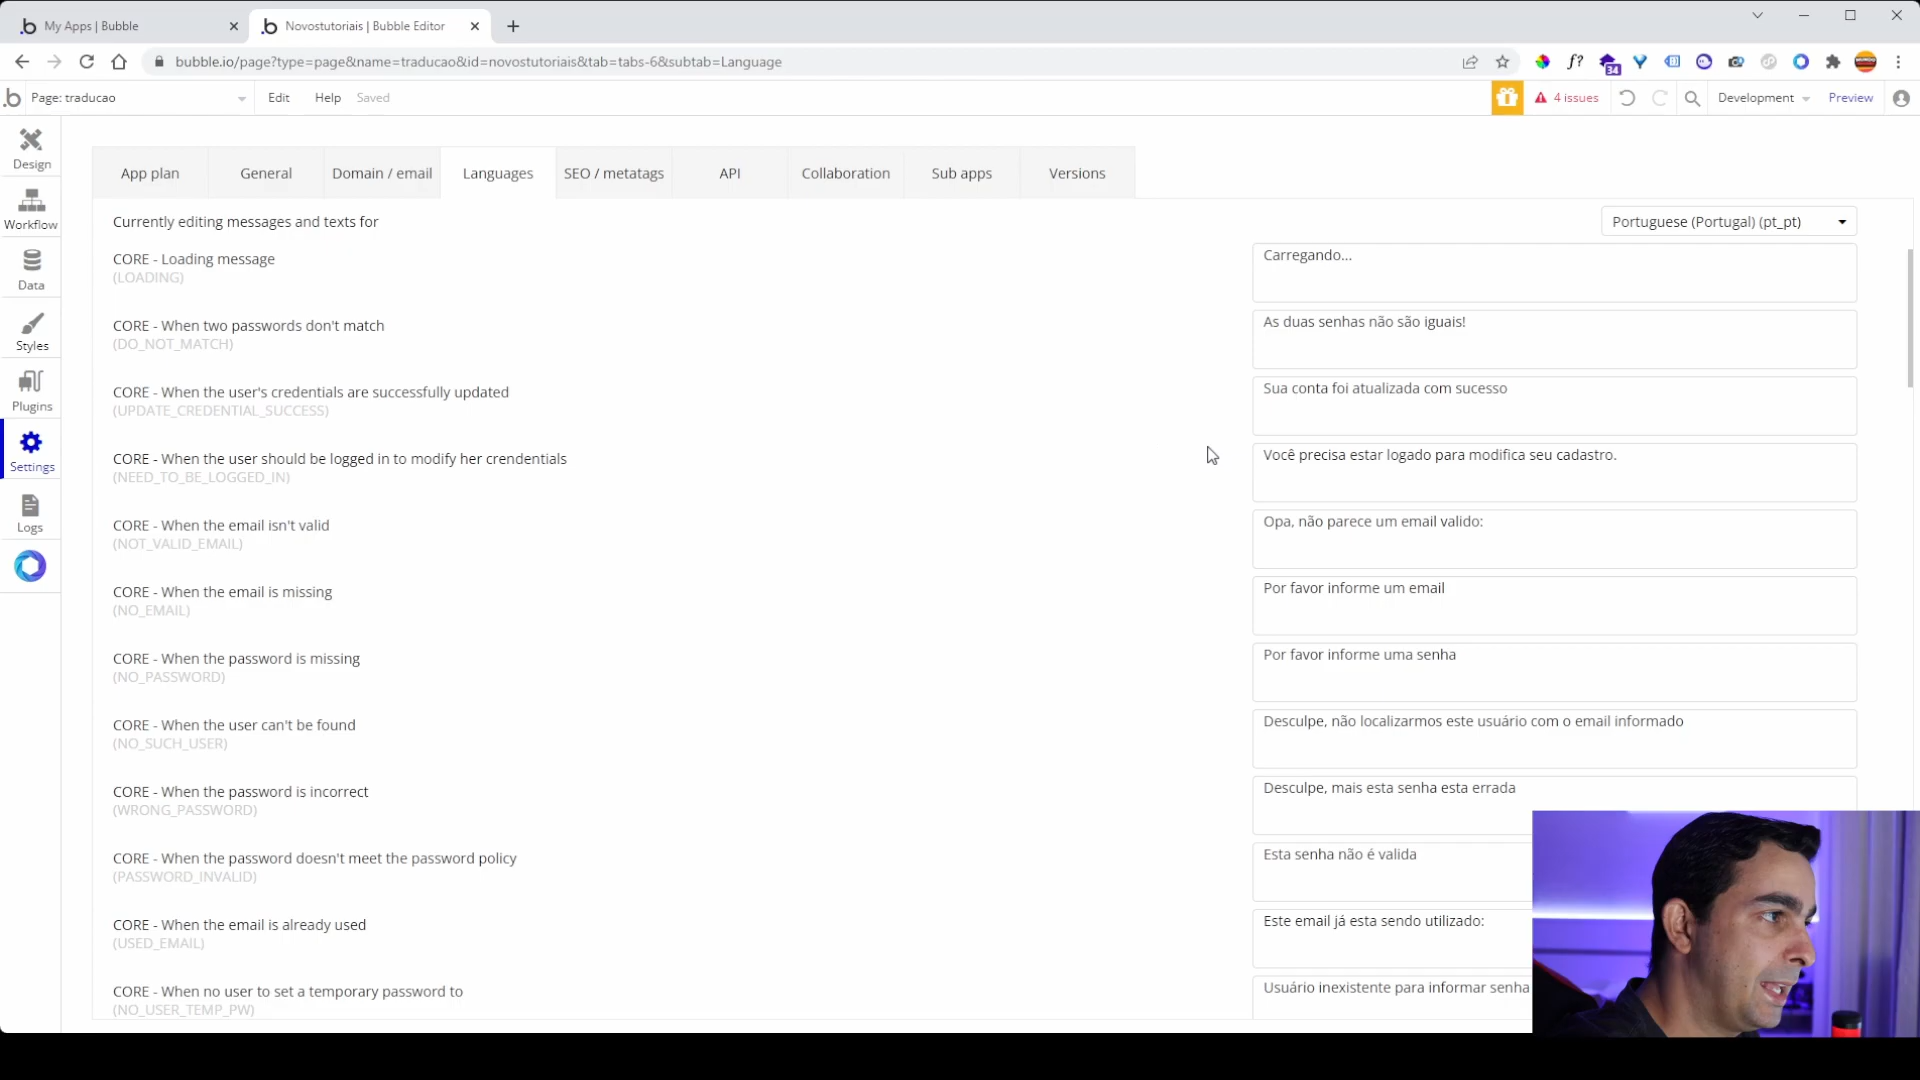 My Apps | Bubble
Novostutoriais | Bubble Editor
bubble.io/page?type=page&name=traducao&id=novostutoriais&tab=tabs-6&subtab=Language
f?
34
b
Page: traducao
Edit
Help
Saved
4 issues
Development
Preview
Design
Workflow
Data
Styles
Plugins
Settings
Logs
App plan
General
Domain / email
Languages
SEO / metatags
API
Collaboration
Sub apps
Versions
Currently editing messages and texts for
Portuguese (Portugal) (pt_pt)
CORE - Loading message
(LOADING)
Carregando...
CORE - When two passwords don't match
(DO_NOT_MATCH)
As duas senhas não são iguais!
CORE - When the user's credentials are successfully updated
(UPDATE_CREDENTIAL_SUCCESS)
Sua conta foi atualizada com sucesso
CORE - When the user should be logged in to modify her crendentials
(NEED_TO_BE_LOGGED_IN)
Você precisa estar logado para modifica seu cadastro.
CORE - When the email isn't valid
(NOT_VALID_EMAIL)
Opa, não parece um email valido:
CORE - When the email is missing
(NO_EMAIL)
Por favor informe um email
CORE - When the password is missing
(NO_PASSWORD)
Por favor informe uma senha
CORE - When the user can't be found
(NO_SUCH_USER)
Desculpe, não localizarmos este usuário com o email informado
CORE - When the password is incorrect
(WRONG_PASSWORD)
Desculpe, mais esta senha esta errada
CORE - When the password doesn't meet the password policy
(PASSWORD_INVALID)
Esta senha não é valida
CORE - When the email is already used
(USED_EMAIL)
Este email já esta sendo utilizado:
CORE - When no user to set a temporary password to
(NO_USER_TEMP_PW)
Usuário inexistente para informar senha